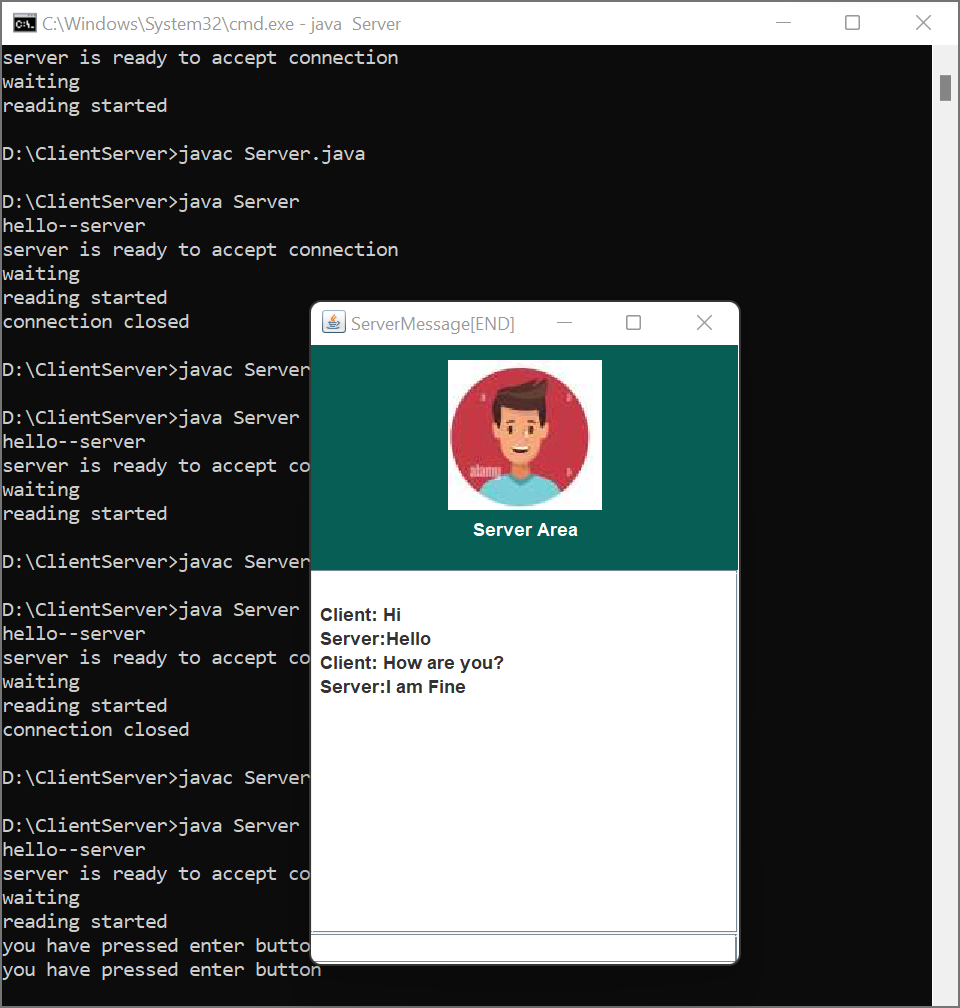 C:\Windows\System32\cmd.exe - java  Server
server is ready to accept connection
waiting
reading started
D:\ClientServer>javac Server.java
D:\ClientServer>java Server
hello--server
server is ready to accept connection
waiting
reading started
connection closed
D:\ClientServer>javac Server
D:\ClientServer>java Server
hello--server
server is ready to accept co
waiting
reading started
D:\ClientServer>javac Server
D:\ClientServer>java Server
hello--server
server is ready to accept co
waiting
reading started
connection closed
D:\ClientServer>javac Server
D:\ClientServer>java Server
hello--server
server is ready to accept co
waiting
reading started
you have pressed enter butto
you have pressed enter button
ServerMessage[END]
alamy
Server Area
Client: Hi
Server:Hello
Client: How are you?
Server:I am Fine